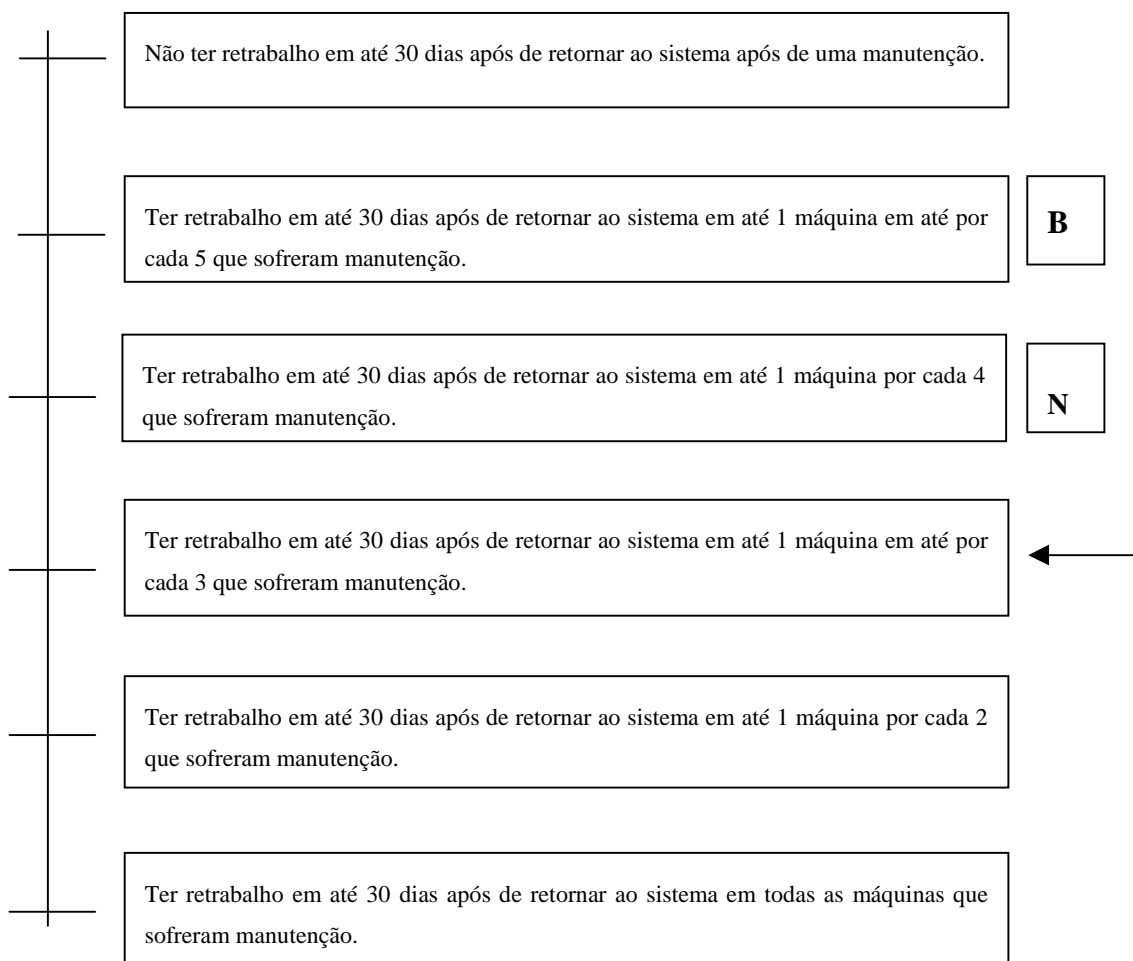 Não ter retrabalho em até 30 dias após de retornar ao sistema após de uma manutenção.
Ter retrabalho em até 30 dias após de retornar ao sistema em até 1 máquina em até por
cada 5 que sofreram manutenção.
B
Ter retrabalho em até 30 dias após de retornar ao sistema em até 1 máquina por cada 4
que sofreram manutenção.
N
Ter retrabalho em até 30 dias após de retornar ao sistema em até 1 máquina em até por
cada 3 que sofreram manutenção.
Ter retrabalho em até 30 dias após de retornar ao sistema em até 1 máquina por cada 2
que sofreram manutenção.
Ter retrabalho em até 30 dias após de retornar ao sistema em todas as máquinas que
sofreram manutenção.